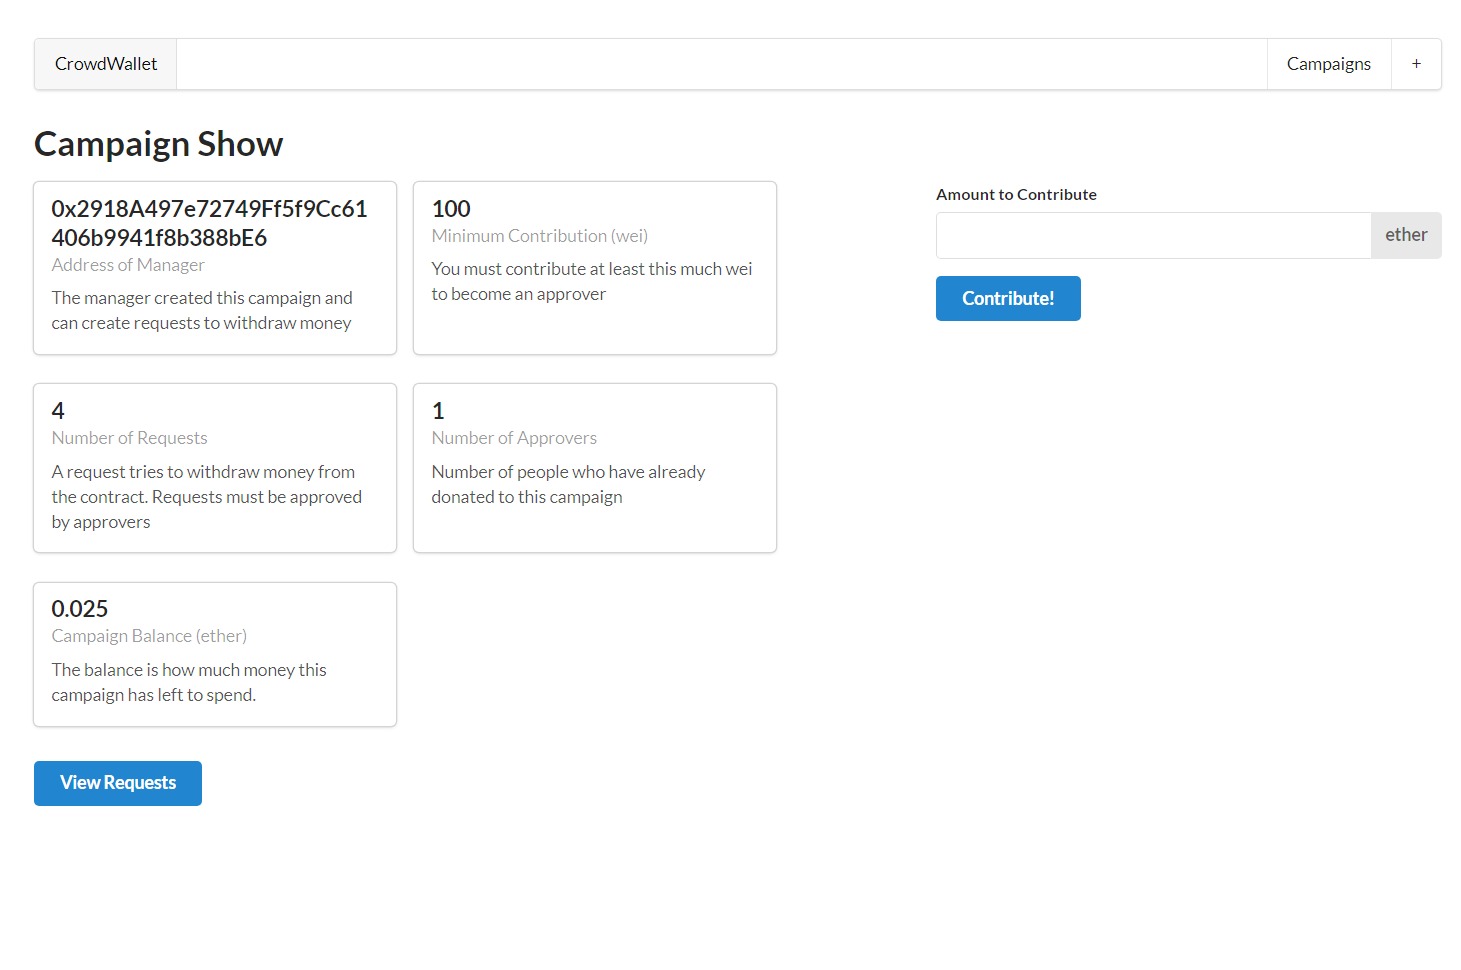 CrowdWallet
Campaigns
+
Campaign Show
0x2918A497e72749Ff5f9Cc61
406b9941f8b388bE6
Address of Manager
The manager created this campaign and
can create requests to withdraw money
100
Minimum Contribution (wei)
You must contribute at least this much wei
to become an approver
4
Number of Requests
A request tries to withdraw money from
the contract. Requests must be approved
by approvers
1
Number of Approvers
Number of people who have already
donated to this campaign
0.025
Campaign Balance (ether)
The balance is how much money this
campaign has left to spend.
View Requests
Amount to Contribute
ether
Contribute!